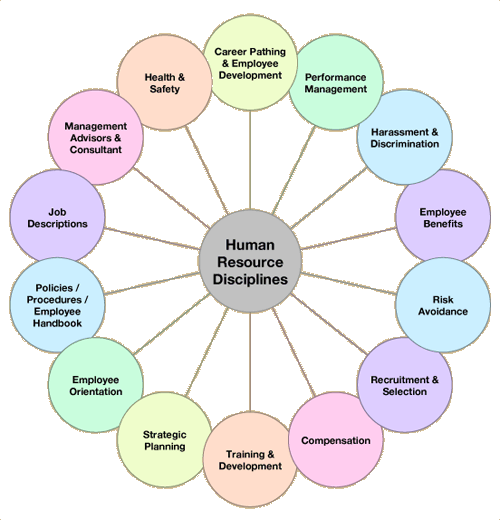 Career Pathing
& Employee
Development
Performance
Management
Harassment &
Discrimination
Employee
Benefits
Risk
Avoidance
Recruitment &
Selection
Compensation
Training &
Development
Strategic
Planning
Employee
Orientation
Policies /
Procedures /
Employee
Handbook
Job
Descriptions
Management
Advisors &
Consultant
Health &
Safety
Human
Resource
Disciplines